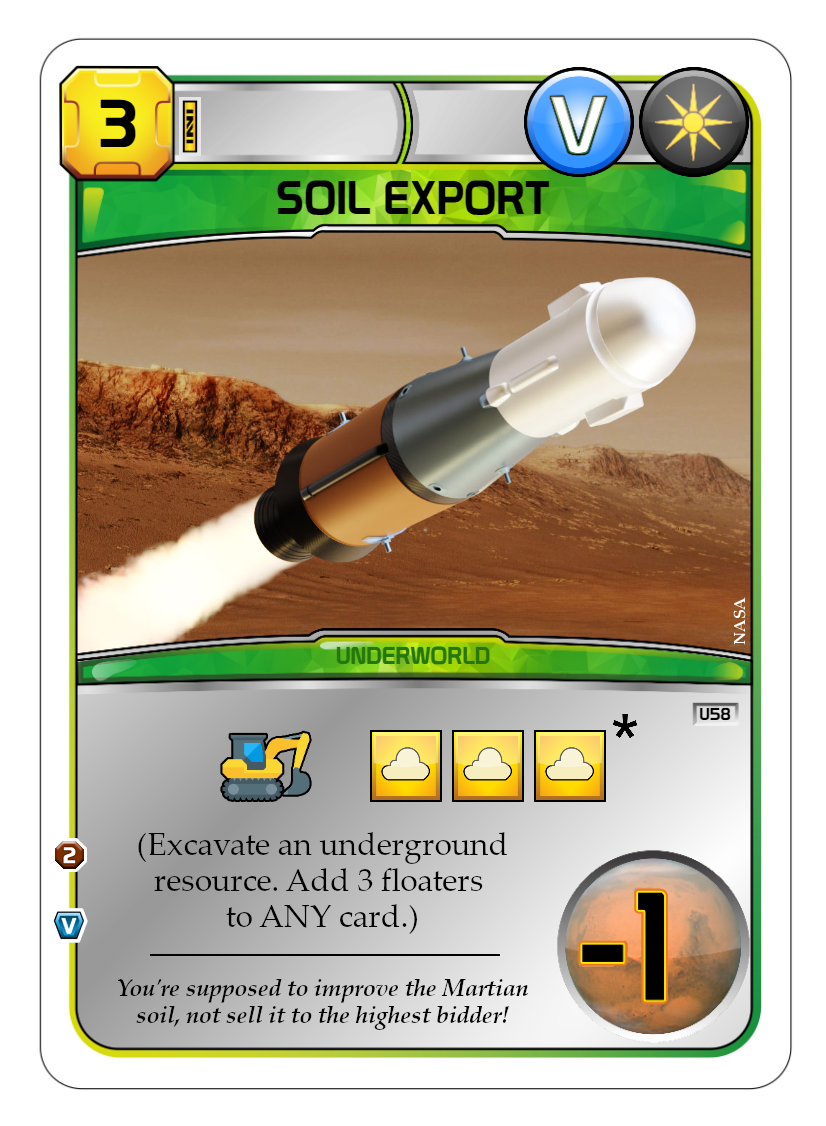 3
V
SOIL EXPORT
NASA
UNDERWORLD
U58
*
(Excavate an underground
resource. Add 3 floaters
to ANY card.)
2
V
-1
You're supposed to improve the Martian
soil, not sell it to the highest bidder!